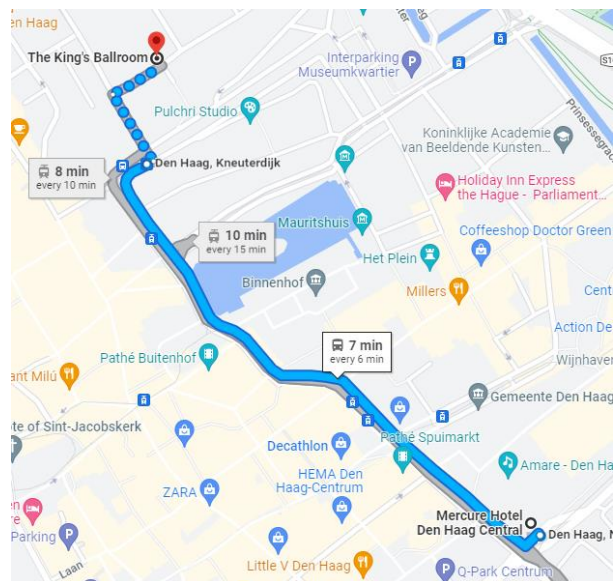 en Haag
The King's Ballroom
Interparking
Museumkwartier
S1
Prinsessegrac
Pulchri Studio
Koninklijke Academie
van Beeldende Kunsten...
Den Haag, Kneuterdijk
8 min
every 10 min
Holiday Inn Express
the Hague - Parliament...
Mauritshuis
10 min
every 15 min
Coffeeshop Doctor Green
Het Plein
Binnenhof
Millers
Cent
Action De
7 min
every 6 min
Pathé Buitenhof
Wijnhave
ant Milú
Gemeente Den Haag
ote of Sint-Jacobskerk
Decathlon
Pathé Spuimarkt
HEMA Den
Haag-Centrum
Amare - Den Ha
ZARA
Mercure Hotel
Den Haag Central
Den Haag, N
Parking
Laan
Little V Den Haag
Q-Park Centrum